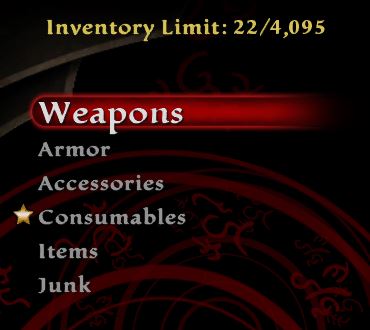 Inventory Limit: 22/4,095
Weapons
Armor
Accessories
Consumables
Items
Junk